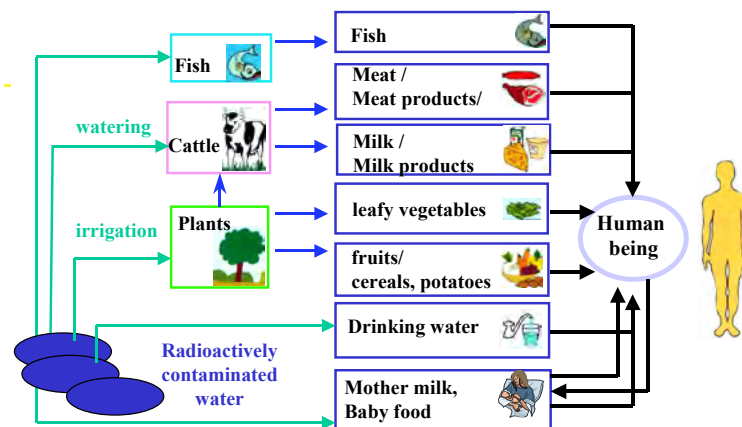 Fish
Fish
Meat /
Meat products/
watering
Cattle
Milk /
Milk products
Plants
leafy vegetables
irrigation
Human
being
fruits/
cereals, potatoes
Drinking water
Radioactively
contaminated
water
Mother milk,
Baby food